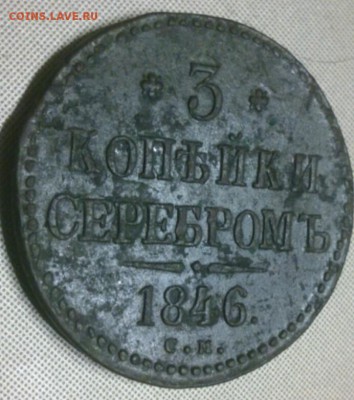 COINS.LAVE.RU
* 3 *
КОПѢЙКИ
СЕРЕБРОМЪ
1846.
С.М.